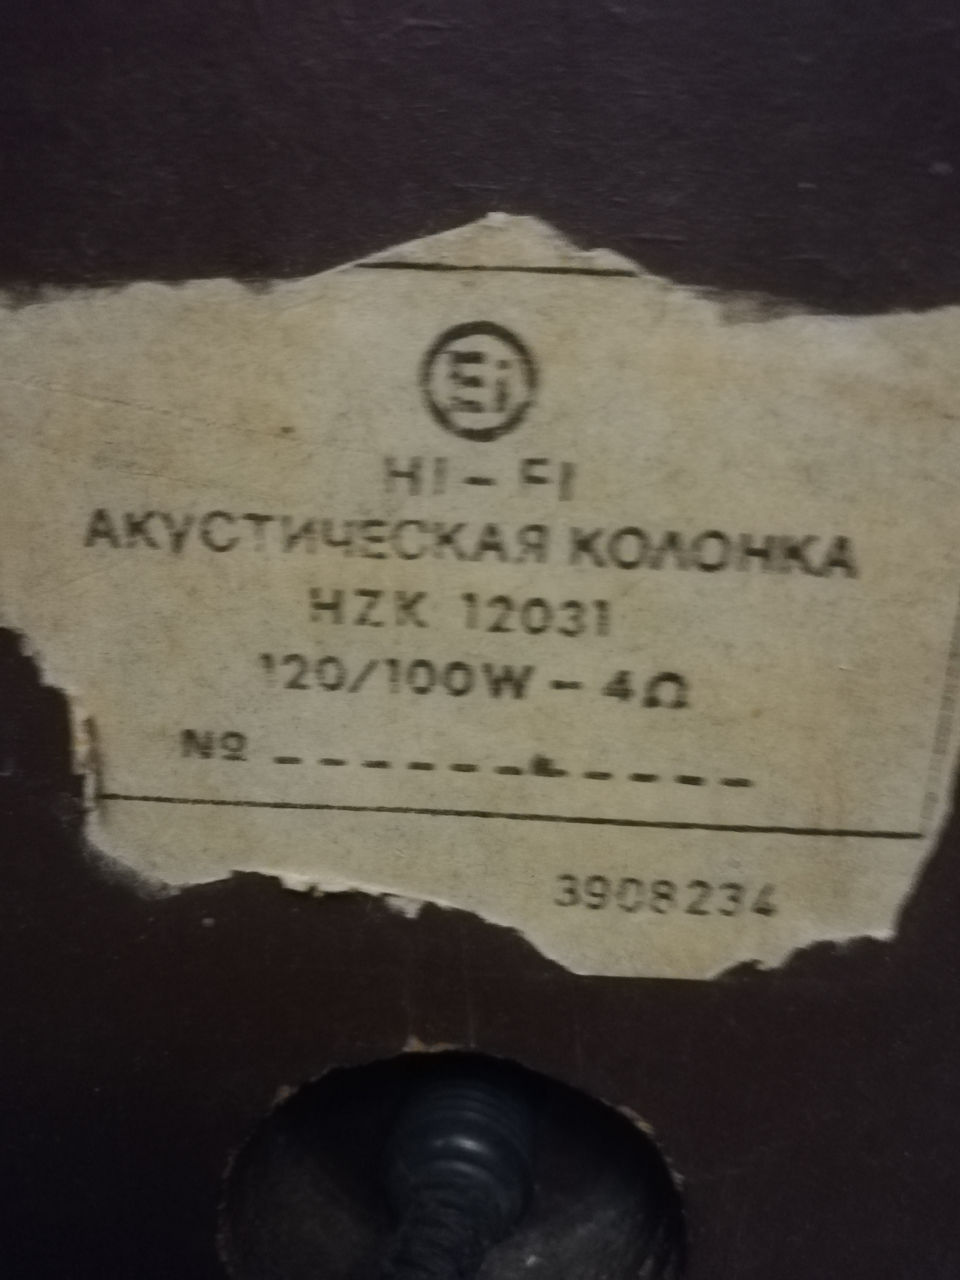 Ei
HI-FI
АКУСТИЧЕСКАЯ КОЛОНКА
HZK 12031
120/100W - 4Ω
№ - - - - - - - - - - -
3908234